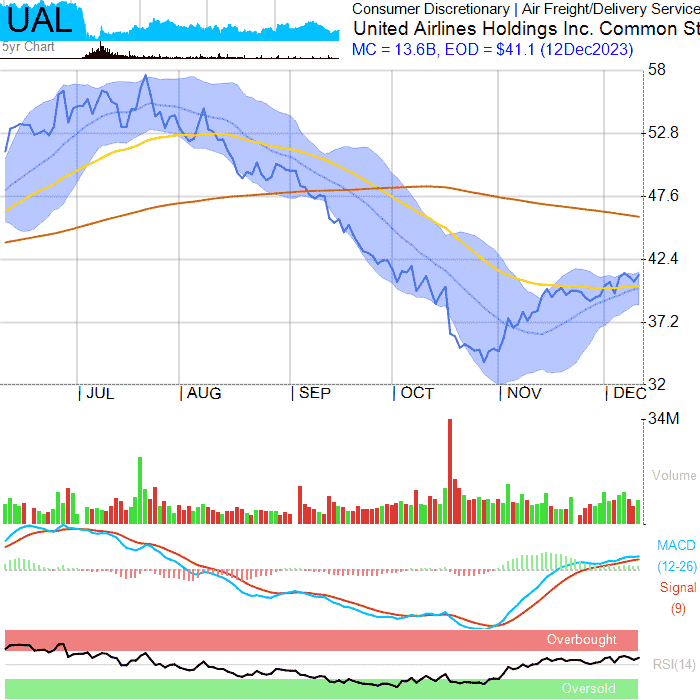 UAL
5yr Chart
Consumer Discretionary | Air Freight/Delivery Service
United Airlines Holdings Inc. Common St
MC = 13.6B, EOD = $41.1 (12Dec2023)
58
52.8
47.6
42.4
37.2
32
JUL AUG SEP OCT NOV DEC
34M
Volume
MACD
(12-26)
Signal
(9)
Overbought
RSI(14)
Oversold